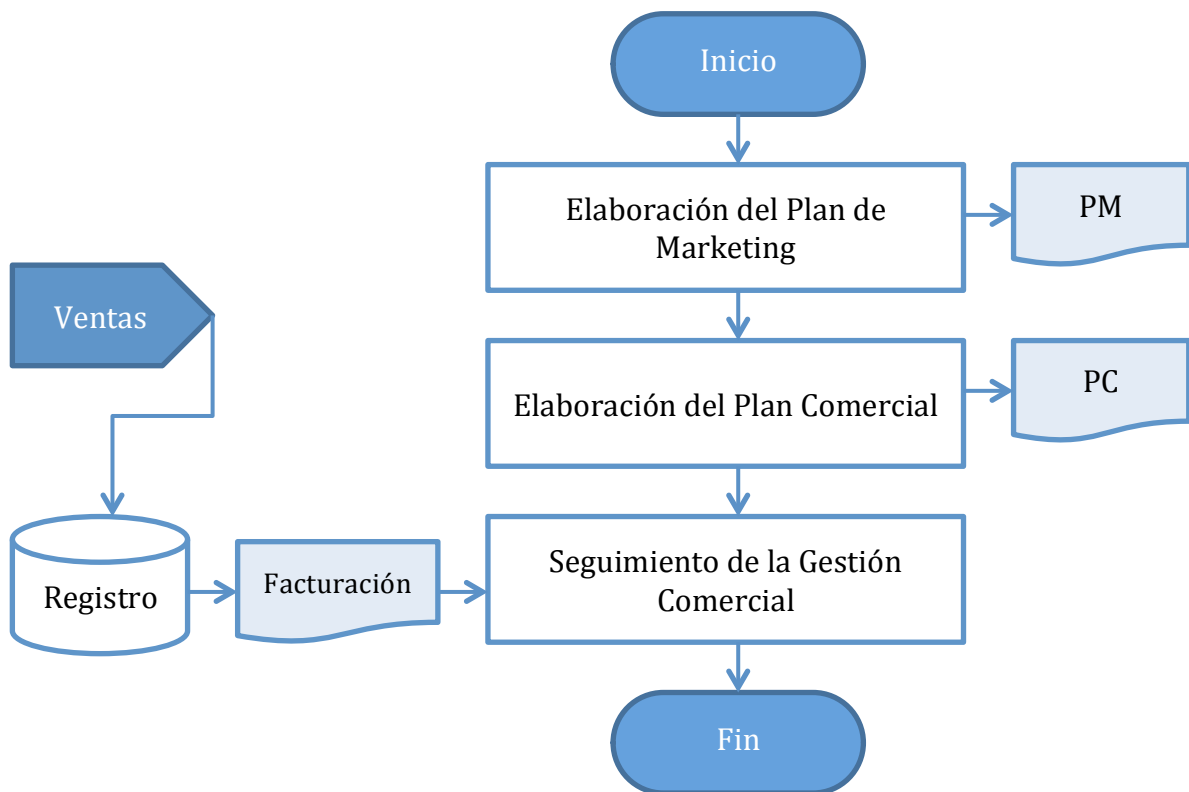 Inicio
Elaboración del Plan de
Marketing
PM
Ventas
Elaboración del Plan Comercial
PC
Registro
Facturación
Seguimiento de la Gestión
Comercial
Fin